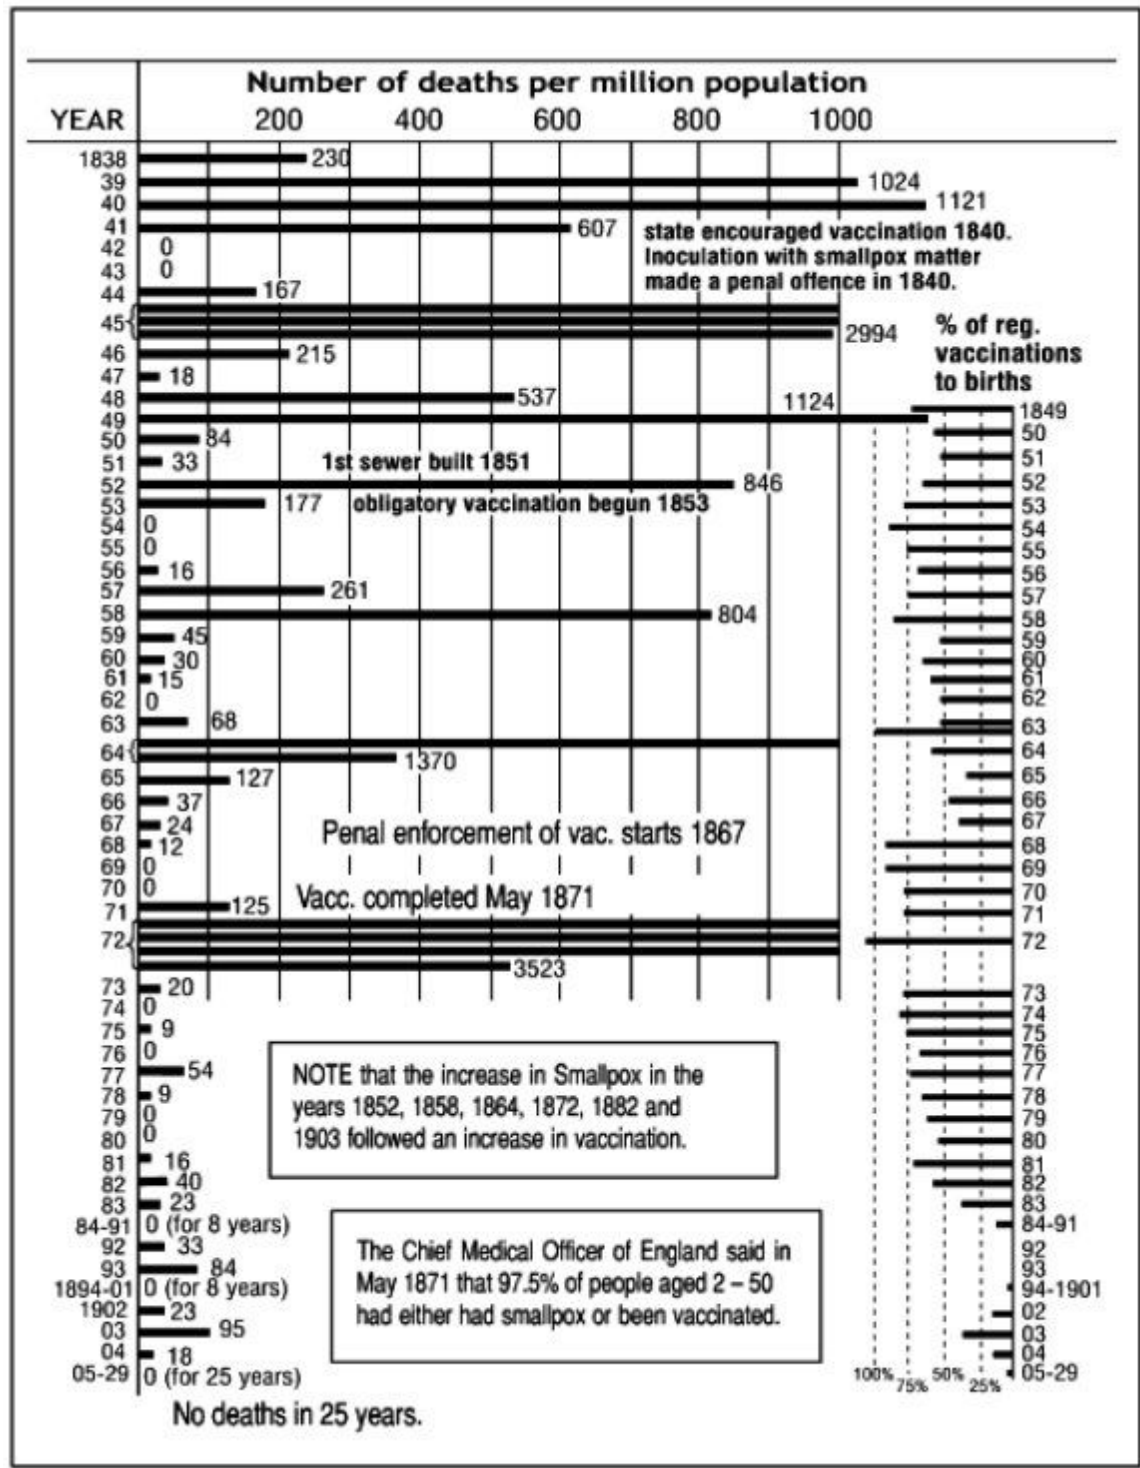 Number of deaths per million population
YEAR 200 400 600 800 1000
1838 230
39 1024
40 1121
41 607
state encouraged vaccination 1840.
42 0
Inoculation with smallpox matter
43 0
made a penal offence in 1840.
44 167
45 2994
% of reg.
vaccinations
to births
46 215
47 18
48 537
49 1124 1849
50 84 50
51 33 1st sewer built 1851 51
52 846 52
53 177 obligatory vaccination begun 1853 53
54 0 54
55 0 55
56 16 56
57 261 57
58 804 58
59 45 59
60 30 60
61 15 61
62 0 62
63 68 63
64 1370 64
65 127 65
66 37 66
67 24 Penal enforcement of vac. starts 1867 67
68 12 68
69 0 69
70 0 Vacc. completed May 1871 70
71 125 71
72 3523 72
73 20 73
74 0 74
75 9 75
76 0 76
77 54 77
78 9 78
79 0 79
80 0 80
NOTE that the increase in Smallpox in the
years 1852, 1858, 1864, 1872, 1882 and
1903 followed an increase in vaccination.
81 16 81
82 40 82
83 23 83
84-91 0 (for 8 years) 84-91
92 33 92
93 84 93
1894-01 0 (for 8 years) 94-1901
1902 23 02
03 95 03
04 18 04
05-29 0 (for 25 years) 05-29
The Chief Medical Officer of England said in
May 1871 that 97.5% of people aged 2 – 50
had either had smallpox or been vaccinated.
100% 75% 50% 25%
No deaths in 25 years.